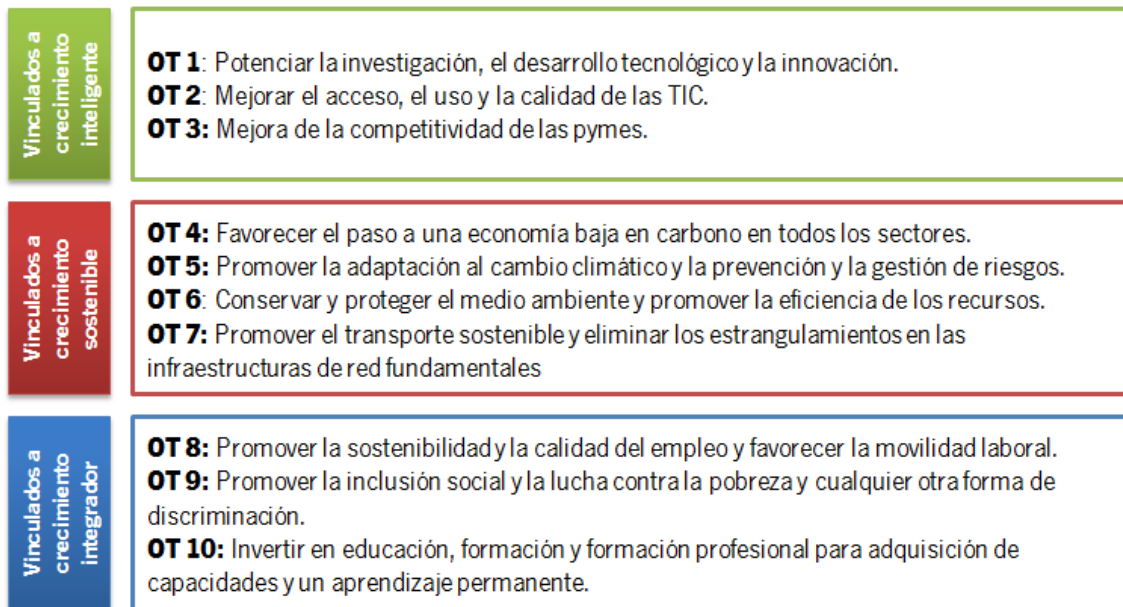 Vinculados a
crecimiento
inteligente
OT 1: Potenciar la investigación, el desarrollo tecnológico y la innovación.
OT 2: Mejorar el acceso, el uso y la calidad de las TIC.
OT 3: Mejora de la competitividad de las pymes.
Vinculados a
crecimiento
sostenible
OT 4: Favorecer el paso a una economía baja en carbono en todos los sectores.
OT 5: Promover la adaptación al cambio climático y la prevención y la gestión de riesgos.
OT 6: Conservar y proteger el medio ambiente y promover la eficiencia de los recursos.
OT 7: Promover el transporte sostenible y eliminar los estrangulamientos en las
infraestructuras de red fundamentales
Vinculados a
crecimiento
integrador
OT 8: Promover la sostenibilidad y la calidad del empleo y favorecer la movilidad laboral.
OT 9: Promover la inclusión social y la lucha contra la pobreza y cualquier otra forma de
discriminación.
OT 10: Invertir en educación, formación y formación profesional para adquisición de
capacidades y un aprendizaje permanente.